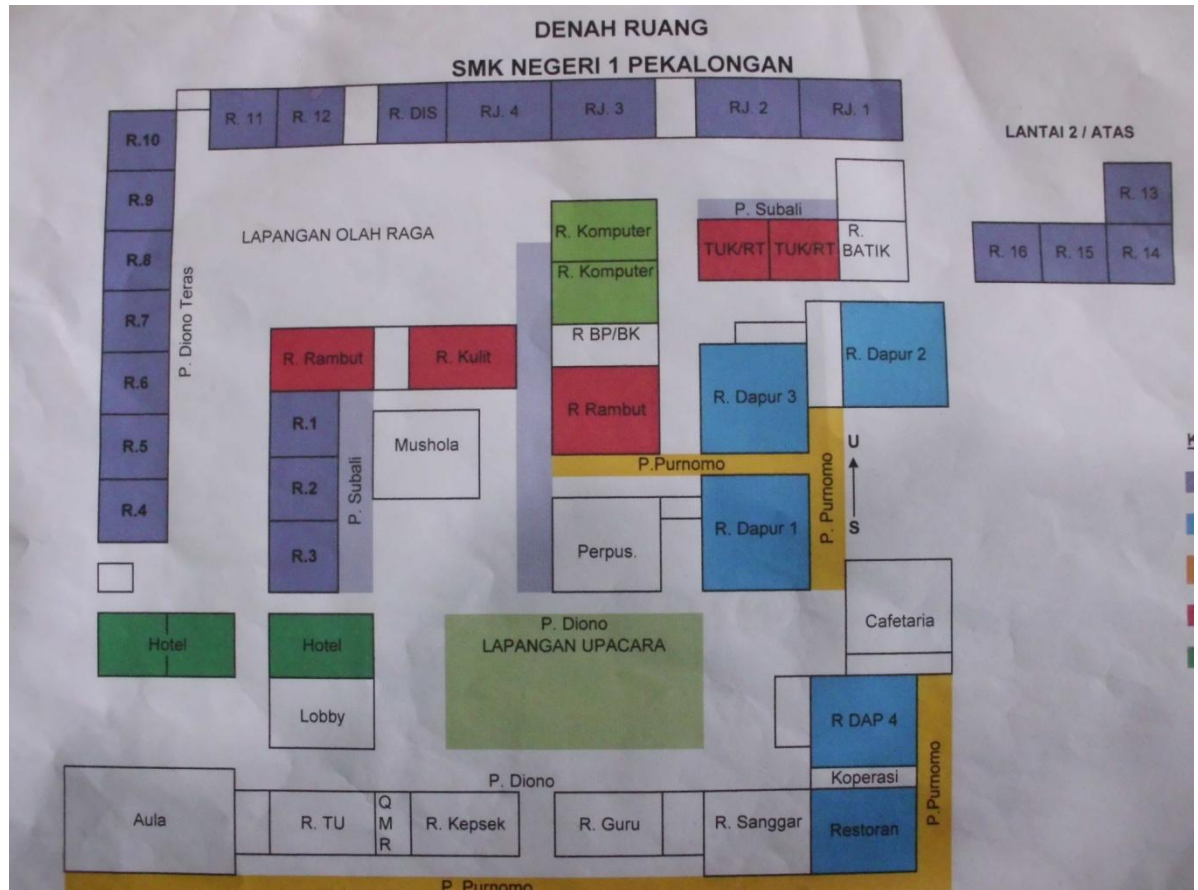 DENAH RUANG
SMK NEGERI 1 PEKALONGAN
R. 11
R. 12
R. DIS
RJ. 4
RJ. 3
RJ. 2
RJ. 1
LANTAI 2 / ATAS
R. 13
R. 16
R. 15
R. 14
R.10
R.9
R.8
R.7
R.6
R.5
R.4
P. Diono Teras
LAPANGAN OLAH RAGA
R. Komputer
R. Komputer
R BP/BK
R Rambut
P. Subali
TUK/RT
TUK/RT
R.
BATIK
R. Rambut
R. Kulit
R.1
R.2
R.3
P. Subali
Mushola
R. Dapur 3
R. Dapur 2
P.Purnomo
P. Purnomo
U
S
Perpus.
R. Dapur 1
Cafetaria
Hotel
Hotel
Lobby
P. Diono
LAPANGAN UPACARA
R DAP 4
Koperasi
Restoran
P.Purnomo
P. Diono
Aula
R. TU
Q
M
R
R. Kepsek
R. Guru
R. Sanggar
P. Purnomo